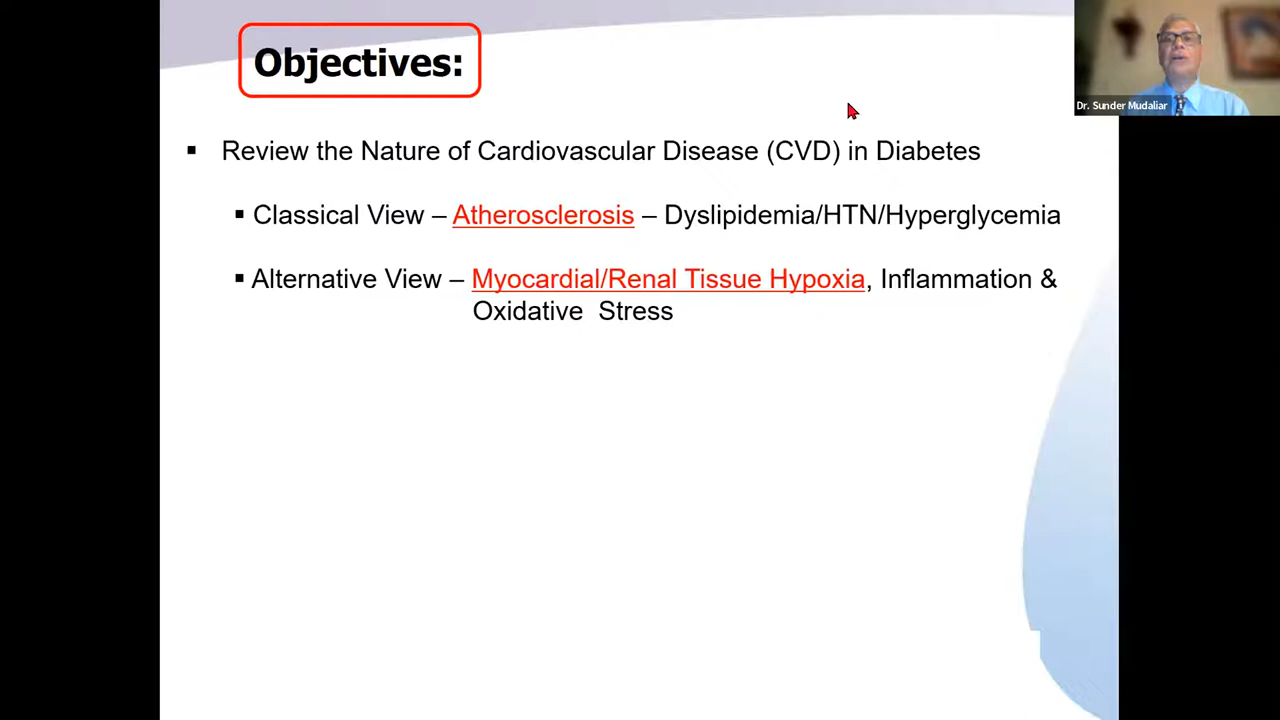 Objectives:
Dr. Sunder Mudaliar
▪ Review the Nature of Cardiovascular Disease (CVD) in Diabetes
▪ Classical View – Atherosclerosis – Dyslipidemia/HTN/Hyperglycemia
▪ Alternative View – Myocardial/Renal Tissue Hypoxia, Inflammation &
Oxidative Stress